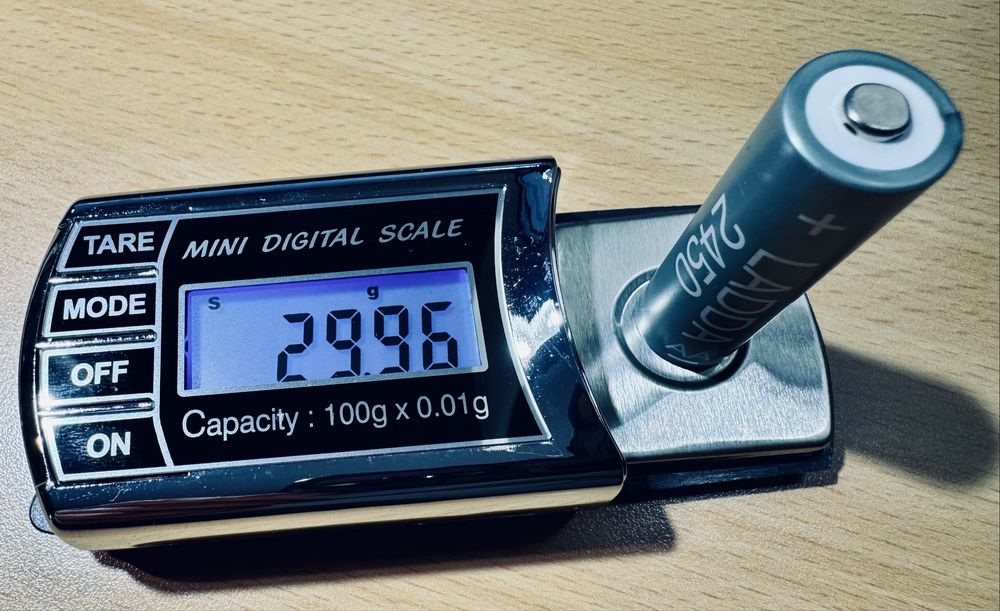 TARE
MODE
OFF
ON
MINI DIGITAL SCALE
S g
29.96
Capacity : 100g x 0.01g
+ LADDA
2450